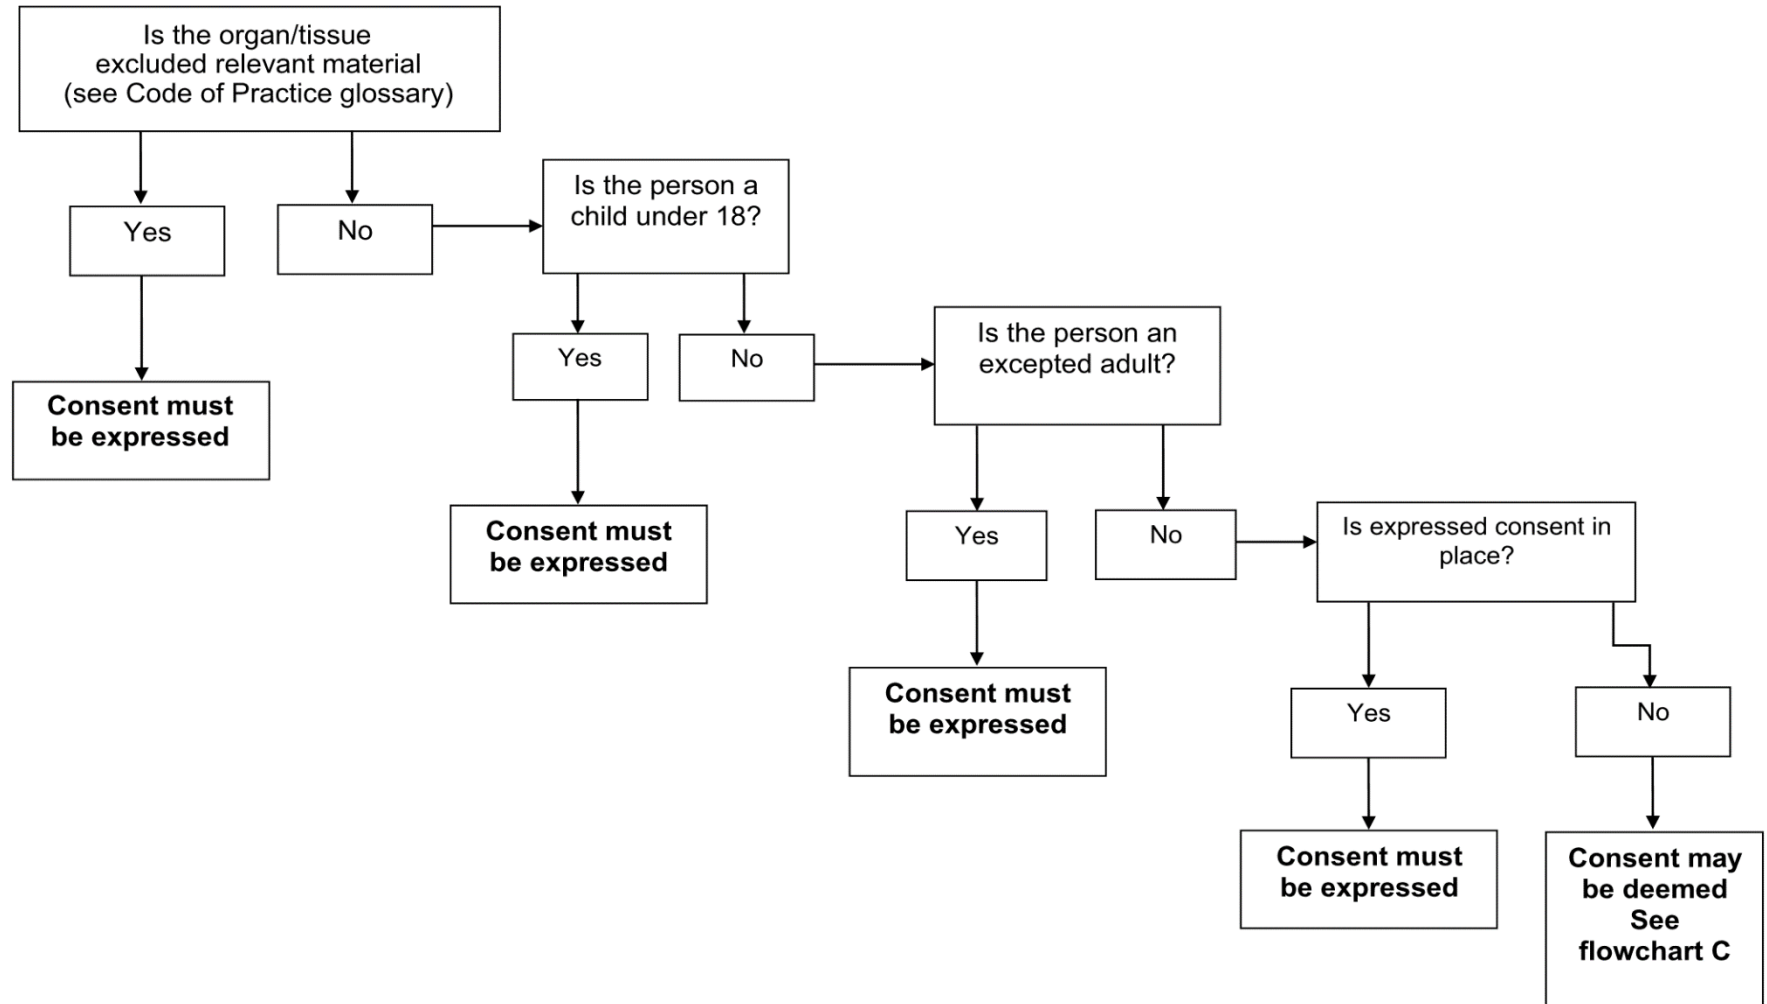 Is the organ/tissue
excluded relevant material
(see Code of Practice glossary)
Yes
No
Is the person a
child under 18?
Consent must
be expressed
Yes
No
Is the person an
excepted adult?
Consent must
be expressed
Yes
No
Is expressed consent in
place?
Consent must
be expressed
Yes
No
Consent must
be expressed
Consent may
be deemed
See
flowchart C